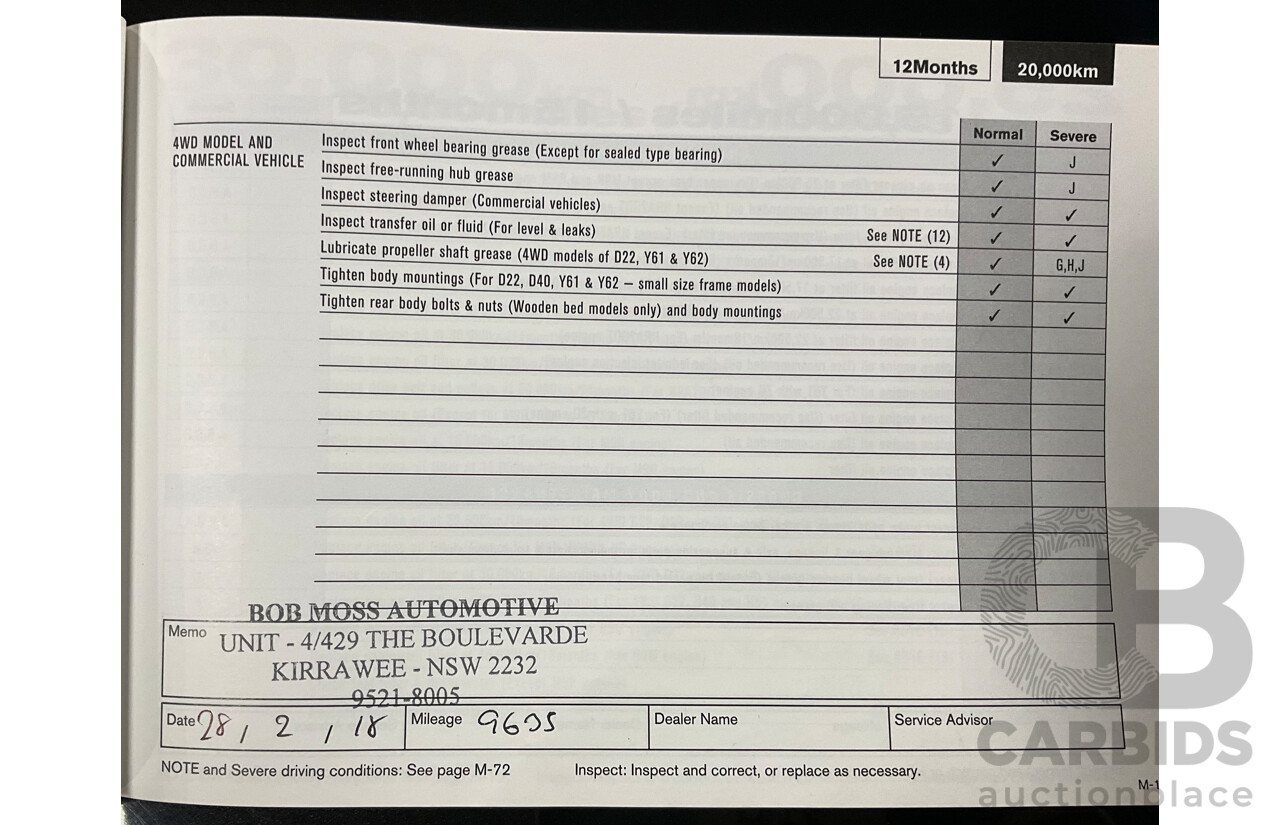 12Months 20,000km
Normal Severe
4WD MODEL AND
COMMERCIAL VEHICLE
Inspect front wheel bearing grease (Except for sealed type bearing) ✓ J
Inspect free-running hub grease ✓ J
Inspect steering damper (Commercial vehicles) ✓ ✓
Inspect transfer oil or fluid (For level & leaks) See NOTE (12) ✓ ✓
Lubricate propeller shaft grease (4WD models of D22, Y61 & Y62) See NOTE (4) ✓ G,H,J
Tighten body mountings (For D22, D40, Y61 & Y62 – small size frame models) ✓ ✓
Tighten rear body bolts & nuts (Wooden bed models only) and body mountings ✓ ✓
BOB MOSS AUTOMOTIVE
Memo UNIT - 4/429 THE BOULEVARDE
KIRRAWEE - NSW 2232
9521-8005
Date 28 / 2 / 18 Mileage 9635 Dealer Name Service Advisor
NOTE and Severe driving conditions: See page M-72 Inspect: Inspect and correct, or replace as necessary.
M-1
CARBIDS
auctionplace